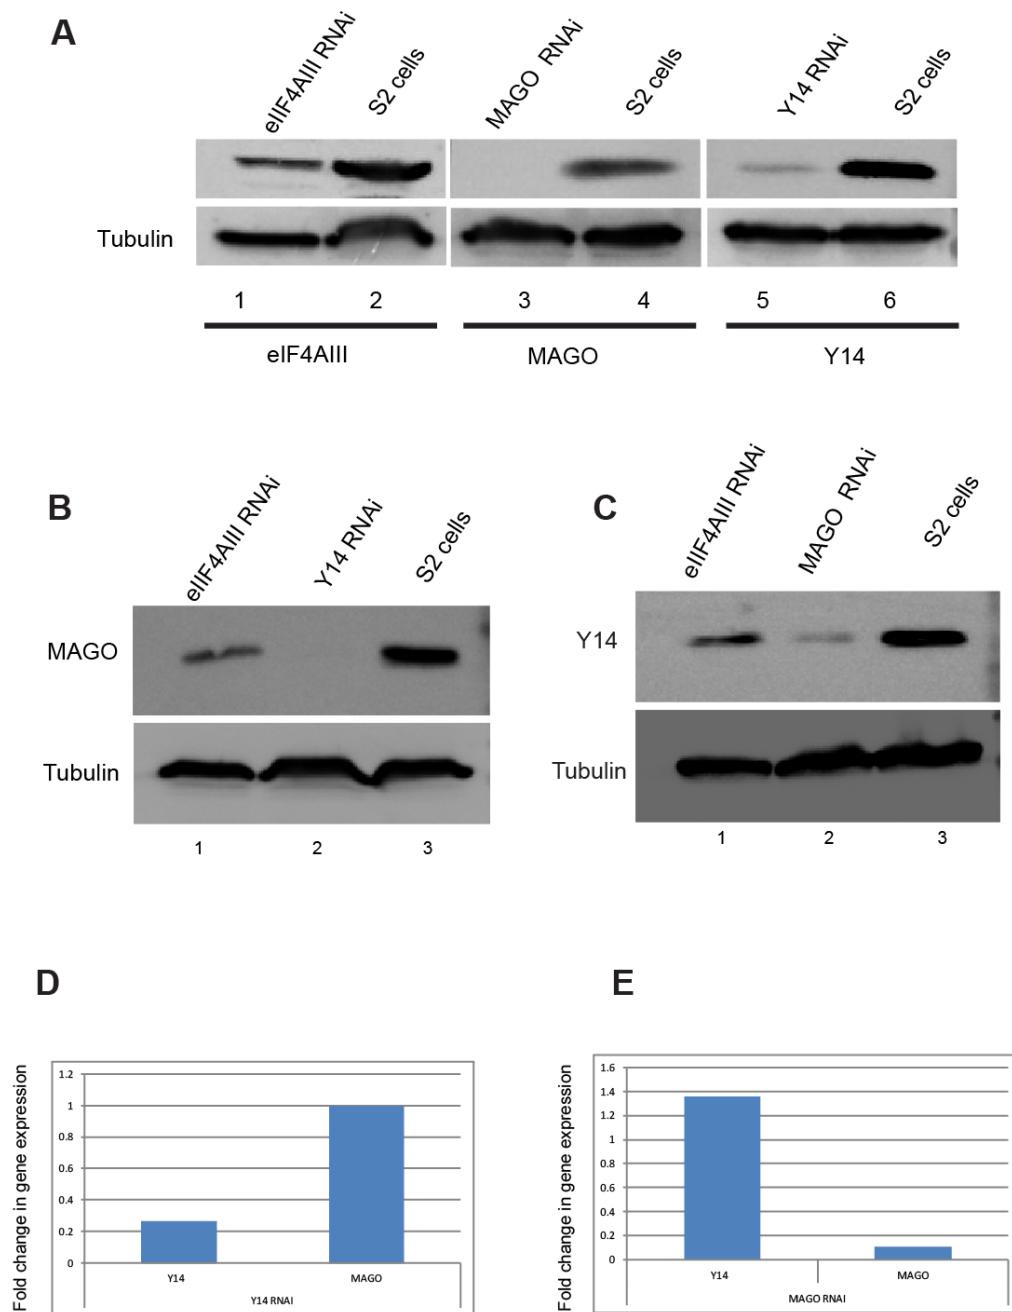 A
eIIF4AIII RNAi
S2 cells
MAGO RNAi
S2 cells
Y14 RNAi
S2 cells
Tubulin
1 2 3 4 5 6
eIF4AIII MAGO Y14
B
eIIF4AIII RNAi
Y14 RNAi
S2 cells
MAGO
Tubulin
1 2 3
C
eIIF4AIII RNAi
MAGO RNAi
S2 cells
Y14
Tubulin
1 2 3
D
Fold change in gene expression
1.2
1
0.8
0.6
0.4
0.2
0
Y14 MAGO
Y14 RNAI
E
Fold change in gene expression
1.6
1.4
1.2
1
0.8
0.6
0.4
0.2
0
Y14 MAGO
MAGO RNAI